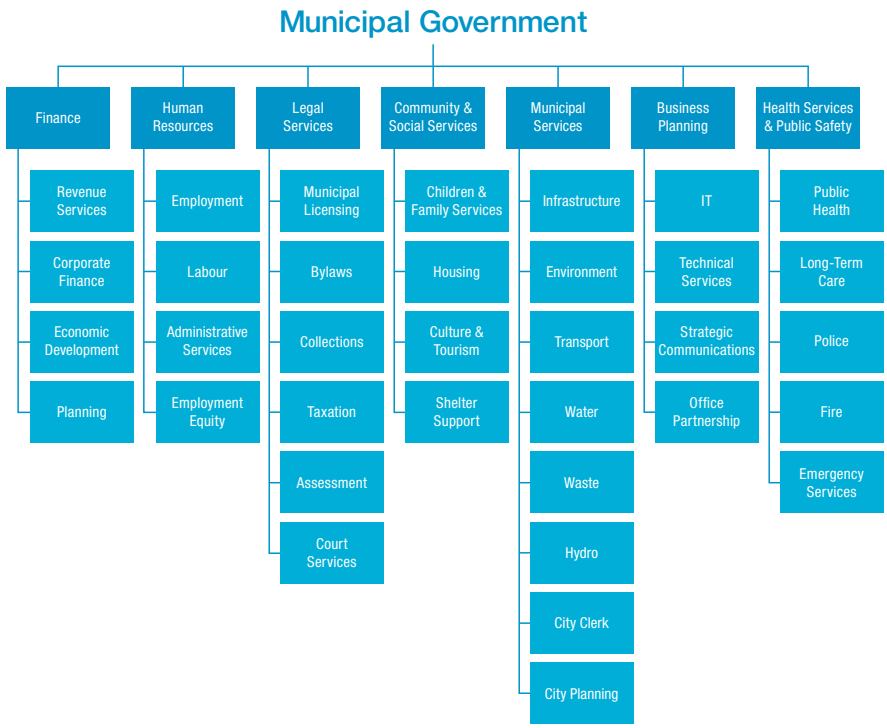 Municipal Government
Finance
Human
Resources
Legal
Services
Community &
Social Services
Municipal
Services
Business
Planning
Health Services
& Public Safety
Revenue
Services
Corporate
Finance
Economic
Development
Planning
Employment
Labour
Administrative
Services
Employment
Equity
Municipal
Licensing
Bylaws
Collections
Taxation
Assessment
Court
Services
Children &
Family Services
Housing
Culture &
Tourism
Shelter
Support
Infrastructure
Environment
Transport
Water
Waste
Hydro
City Clerk
City Planning
IT
Technical
Services
Strategic
Communications
Office
Partnership
Public
Health
Long-Term
Care
Police
Fire
Emergency
Services